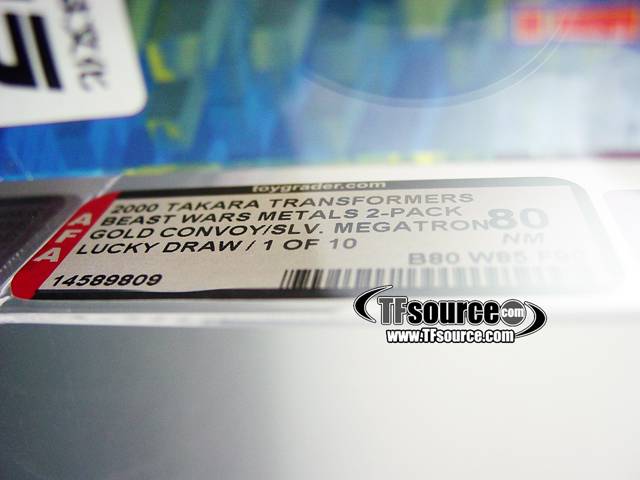 toygrader.com
AFA
2000 TAKARA TRANSFORMERS
BEAST WARS METALS 2-PACK
GOLD CONVOY/SLV. MEGATRON
LUCKY DRAW / 1 OF 10
80
NM
B80 W85
14589809
TFsource.com
www.TFsource.com